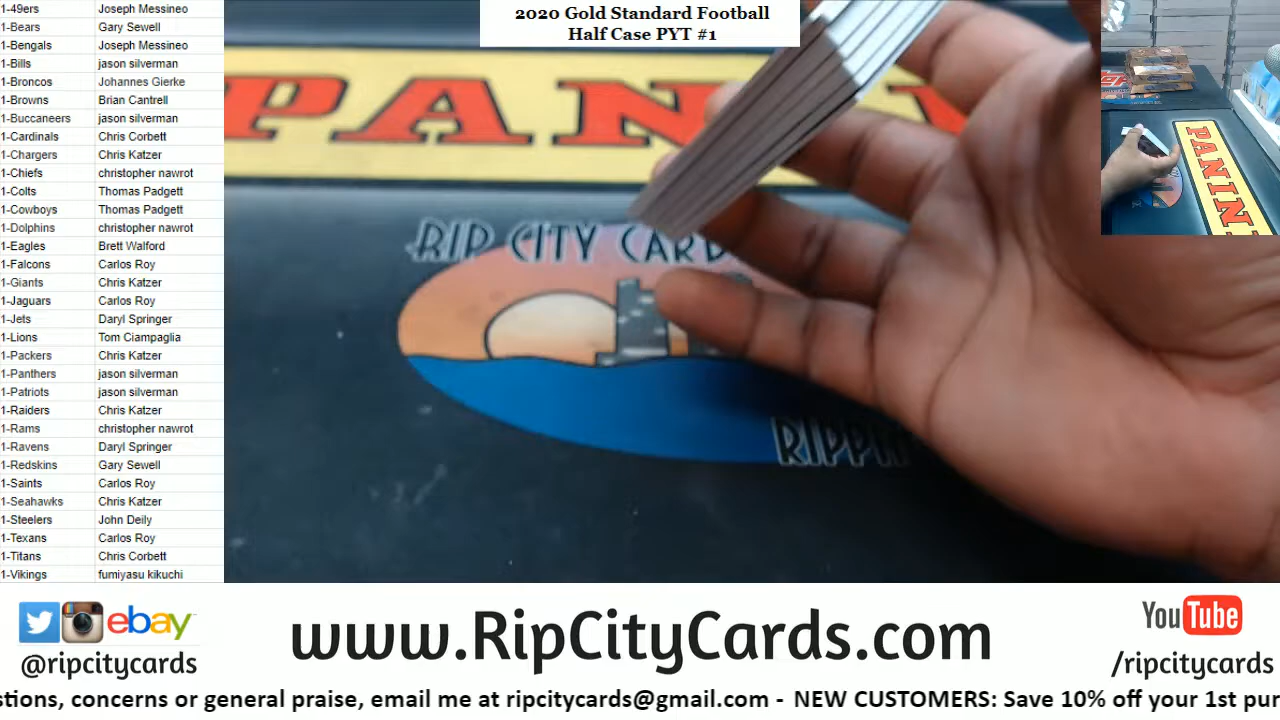 1-49ers Joseph Messineo
1-Bears Gary Sewell
1-Bengals Joseph Messineo
1-Bills jason silverman
1-Broncos Johannes Gierke
1-Browns Brian Cantrell
1-Buccaneers jason silverman
1-Cardinals Chris Corbett
1-Chargers Chris Katzer
1-Chiefs christopher nawrot
1-Colts Thomas Padgett
1-Cowboys Thomas Padgett
1-Dolphins christopher nawrot
1-Eagles Brett Walford
1-Falcons Carlos Roy
1-Giants Chris Katzer
1-Jaguars Carlos Roy
1-Jets Daryl Springer
1-Lions Tom Ciampaglia
1-Packers Chris Katzer
1-Panthers jason silverman
1-Patriots jason silverman
1-Raiders Chris Katzer
1-Rams christopher nawrot
1-Ravens Daryl Springer
1-Redskins Gary Sewell
1-Saints Carlos Roy
1-Seahawks Chris Katzer
1-Steelers John Deily
1-Texans Carlos Roy
1-Titans Chris Corbett
1-Vikings fumiyasu kikuchi
2020 Gold Standard Football
Half Case PYT #1
PANINI
RIP CITY CARD
RIPPIN
PANINI
ebay
@ripcitycards
www.RipCityCards.com
YouTube
/ripcitycards
stions, concerns or general praise, email me at ripcitycards@gmail.com - NEW CUSTOMERS: Save 10% off your 1st pur